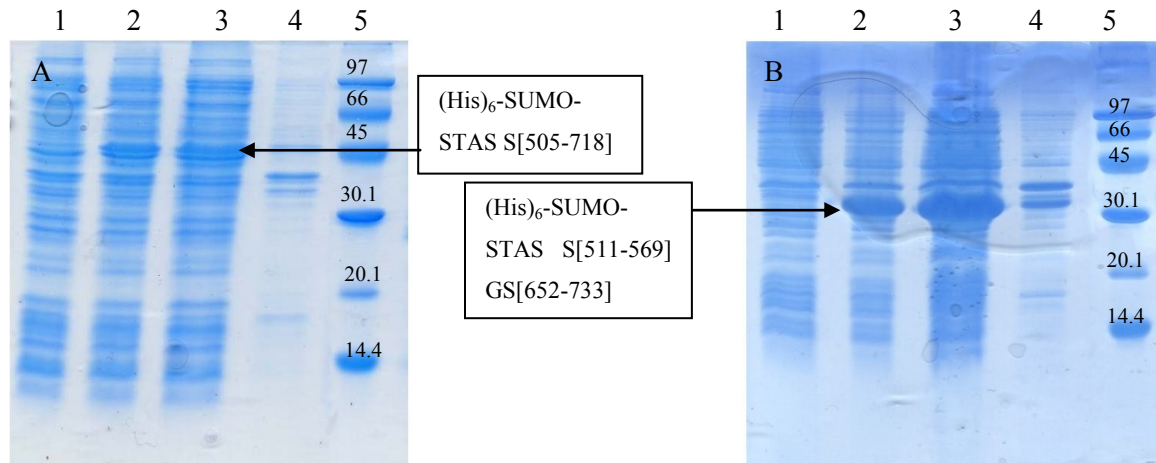 1 2 3 4 5
A
97
66
45
30.1
20.1
14.4
(His)₆-SUMO-
STAS S[505-718]
(His)₆-SUMO-
STAS S[511-569]
GS[652-733]
1 2 3 4 5
B
97
66
45
30.1
20.1
14.4